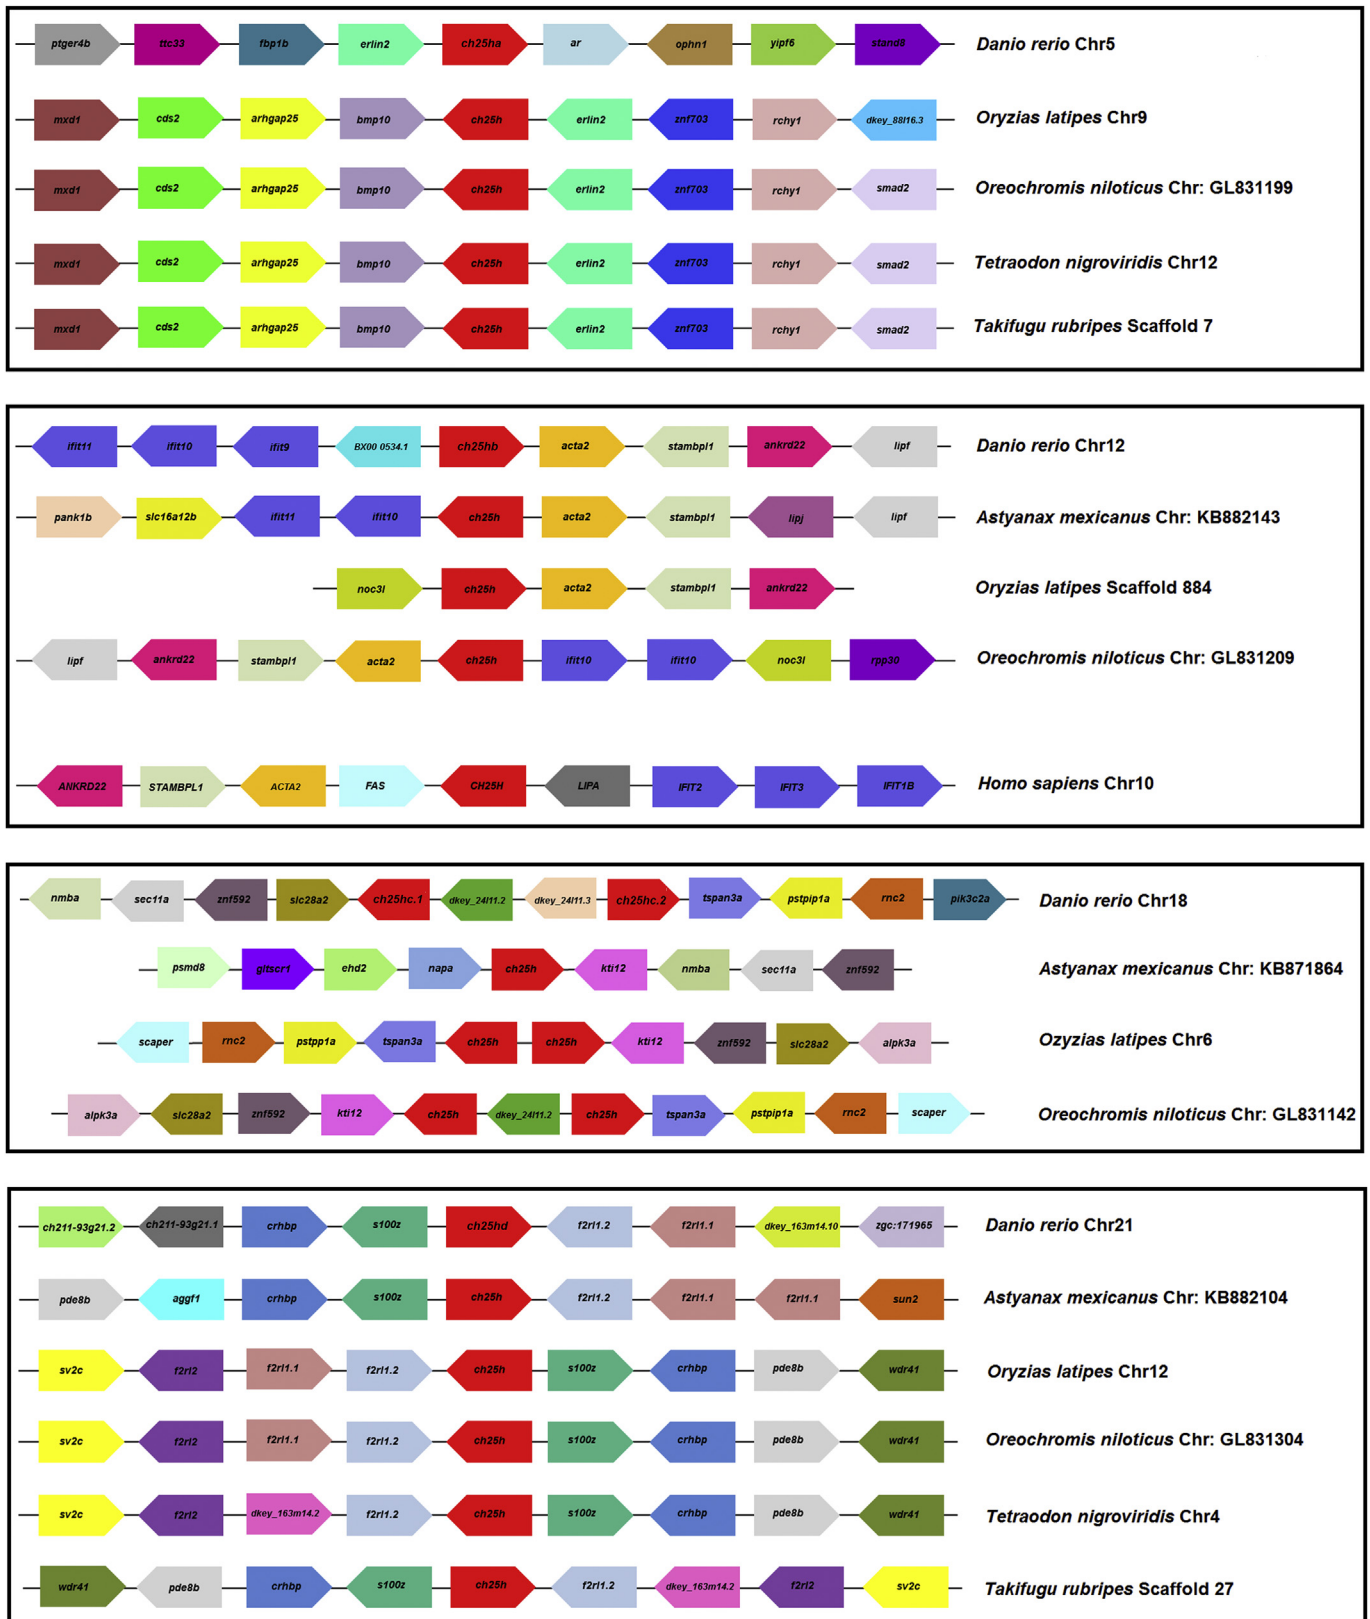 ptger4b ttc33 fbp1b erlin2 ch25ha ar ophn1 yipf6 stand8 Danio rerio Chr5
mxd1 cds2 arhgap25 bmp10 ch25h erlin2 znf703 rchy1 dkey_88l16.3 Oryzias latipes Chr9
mxd1 cds2 arhgap25 bmp10 ch25h erlin2 znf703 rchy1 smad2 Oreochromis niloticus Chr: GL831199
mxd1 cds2 arhgap25 bmp10 ch25h erlin2 znf703 rchy1 smad2 Tetraodon nigroviridis Chr12
mxd1 cds2 arhgap25 bmp10 ch25h erlin2 znf703 rchy1 smad2 Takifugu rubripes Scaffold 7
ifit11 ifit10 ifit9 BX00 0534.1 ch25hb acta2 stambpl1 ankrd22 lipf Danio rerio Chr12
pank1b slc16a12b ifit11 ifit10 ch25h acta2 stambpl1 lipj lipf Astyanax mexicanus Chr: KB882143
noc3l ch25h acta2 stambpl1 ankrd22 Oryzias latipes Scaffold 884
lipf ankrd22 stambpl1 acta2 ch25h ifit10 ifit10 noc3l rpp30 Oreochromis niloticus Chr: GL831209
ANKRD22 STAMBPL1 ACTA2 FAS CH25H LIPA IFIT2 IFIT3 IFIT1B Homo sapiens Chr10
nmba sec11a znf592 slc28a2 ch25hc.1 dkey_24l11.2 dkey_24l11.3 ch25hc.2 tspan3a pstpip1a rnc2 pik3c2a Danio rerio Chr18
psmd8 gltscr1 ehd2 napa ch25h kti12 nmba sec11a znf592 Astyanax mexicanus Chr: KB871864
scaper rnc2 pstpp1a tspan3a ch25h ch25h kti12 znf592 slc28a2 alpk3a Ozyzias latipes Chr6
alpk3a slc28a2 znf592 kti12 ch25h dkey_24l11.2 ch25h tspan3a pstpip1a rnc2 scaper Oreochromis niloticus Chr: GL831142
ch211-93g21.2 ch211-93g21.1 crhbp s100z ch25hd f2rl1.2 f2rl1.1 dkey_163m14.10 zgc:171965 Danio rerio Chr21
pde8b aggf1 crhbp s100z ch25h f2rl1.2 f2rl1.1 f2rl1.1 sun2 Astyanax mexicanus Chr: KB882104
sv2c f2rl2 f2rl1.1 f2rl1.2 ch25h s100z crhbp pde8b wdr41 Oryzias latipes Chr12
sv2c f2rl2 f2rl1.1 f2rl1.2 ch25h s100z crhbp pde8b wdr41 Oreochromis niloticus Chr: GL831304
sv2c f2rl2 dkey_163m14.2 f2rl1.2 ch25h s100z crhbp pde8b wdr41 Tetraodon nigroviridis Chr4
wdr41 pde8b crhbp s100z ch25h f2rl1.2 dkey_163m14.2 f2rl2 sv2c Takifugu rubripes Scaffold 27